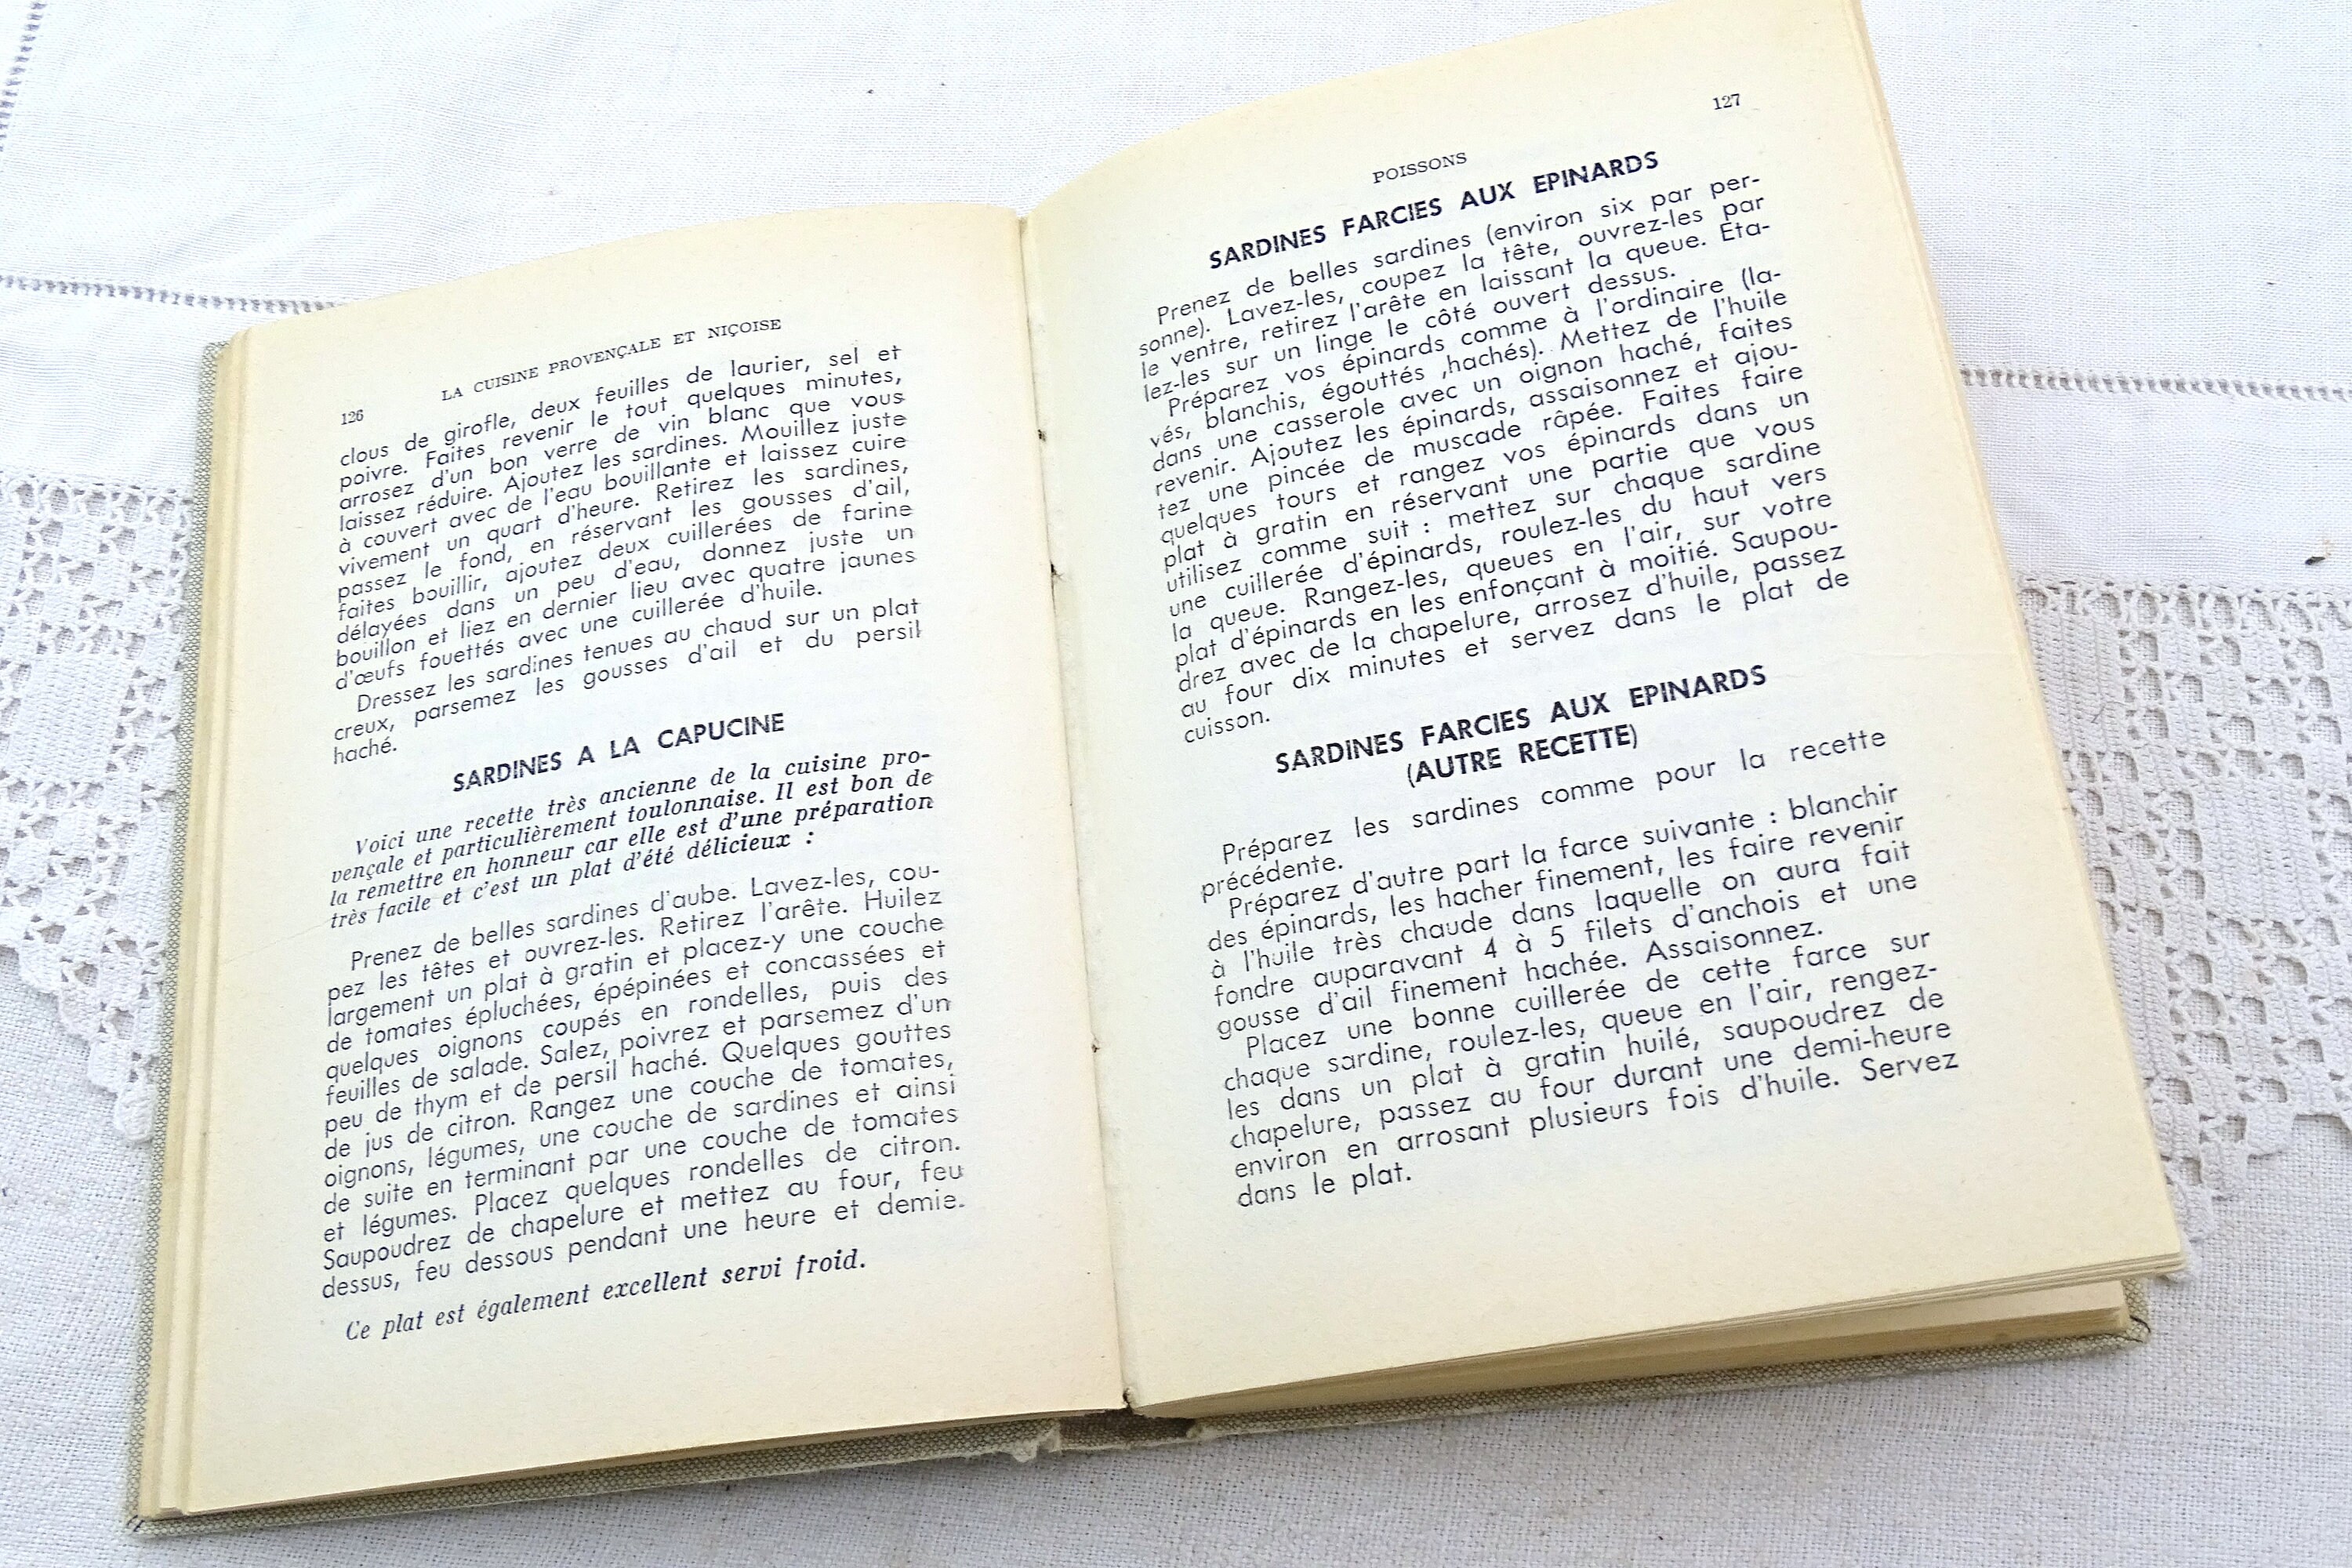 126
LA CUISINE PROVENÇALE ET NIÇOISE
clous de girofle, deux feuilles de laurier, sel et
poivre. Faites revenir le tout quelques minutes,
arrosez d'un bon verre de vin blanc que vous
laissez réduire. Ajoutez les sardines. Mouillez juste
à couvert avec de l'eau bouillante et laissez cuire
vivement un quart d'heure. Retirez les sardines,
passez le fond, en réservant les gousses d'ail,
faites bouillir, ajoutez deux cuillerées de farine
délayées dans un peu d'eau, donnez juste un
bouillon et liez en dernier lieu avec quatre jaunes
d'œufs fouettés avec une cuillerée d'huile.
Dressez les sardines tenues au chaud sur un plat
creux, parsemez les gousses d'ail et du persil
haché.
SARDINES A LA CAPUCINE
Voici une recette très ancienne de la cuisine pro-
vençale et particulièrement toulonnaise. Il est bon de
la remettre en honneur car elle est d'une préparation
très facile et c'est un plat d'été délicieux :
Prenez de belles sardines d'aube. Lavez-les, cou-
pez les têtes et ouvrez-les. Retirez l'arête. Huilez
largement un plat à gratin et placez-y une couche
de tomates épluchées, épépinées et concassées et
quelques oignons coupés en rondelles, puis des
feuilles de salade. Salez, poivrez et parsemez d'un
peu de thym et de persil haché. Quelques gouttes
de jus de citron. Rangez une couche de tomates,
oignons, légumes, une couche de sardines et ainsi
de suite en terminant par une couche de tomates
et légumes. Placez quelques rondelles de citron.
Saupoudrez de chapelure et mettez au four, feu
dessus, feu dessous pendant une heure et demie.
Ce plat est également excellent servi froid.
POISSONS
127
SARDINES FARCIES AUX EPINARDS
Prenez de belles sardines (environ six par per-
sonne). Lavez-les, coupez la tête, ouvrez-les par
le ventre, retirez l'arête en laissant la queue. Eta-
lez-les sur un linge le côté ouvert dessus.
Préparez vos épinards comme à l'ordinaire (la-
vés, blanchis, égouttés ,hachés). Mettez de l'huile
dans une casserole avec un oignon haché, faites
revenir. Ajoutez les épinards, assaisonnez et ajou-
tez une pincée de muscade râpée. Faites faire
quelques tours et rangez vos épinards dans un
plat à gratin en réservant une partie que vous
utilisez comme suit : mettez sur chaque sardine
une cuillerée d'épinards, roulez-les du haut vers
la queue. Rangez-les, queues en l'air, sur votre
plat d'épinards en les enfonçant à moitié. Saupou-
drez avec de la chapelure, arrosez d'huile, passez
au four dix minutes et servez dans le plat de
cuisson.
SARDINES FARCIES AUX EPINARDS
(AUTRE RECETTE)
Préparez les sardines comme pour la recette
précédente.
Préparez d'autre part la farce suivante : blanchir
des épinards, les hacher finement, les faire revenir
à l'huile très chaude dans laquelle on aura fait
fondre auparavant 4 à 5 filets d'anchois et une
gousse d'ail finement hachée. Assaisonnez.
Placez une bonne cuillerée de cette farce sur
chaque sardine, roulez-les, queue en l'air, rengez-
les dans un plat à gratin huilé, saupoudrez de
chapelure, passez au four durant une demi-heure
environ en arrosant plusieurs fois d'huile. Servez
dans le plat.